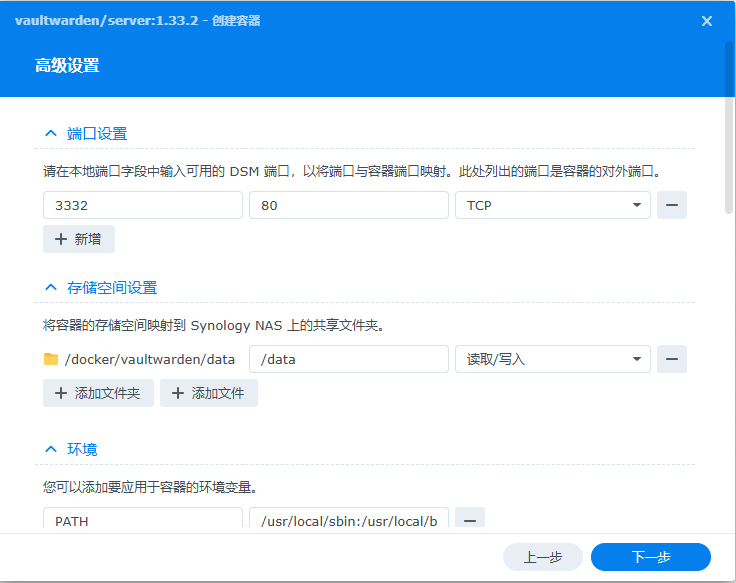 vaultwarden/server:1.33.2 - 创建容器
高级设置
端口设置
请在本地端口字段中输入可用的 DSM 端口，以将端口与容器端口映射。此处列出的端口是容器的对外端口。
3332 80 TCP
新增
存储空间设置
将容器的存储空间映射到 Synology NAS 上的共享文件夹。
/docker/vaultwarden/data /data 读取/写入
添加文件夹 添加文件
环境
您可以添加要应用于容器的环境变量。
PATH /usr/local/sbin:/usr/local/b
上一步 下一步